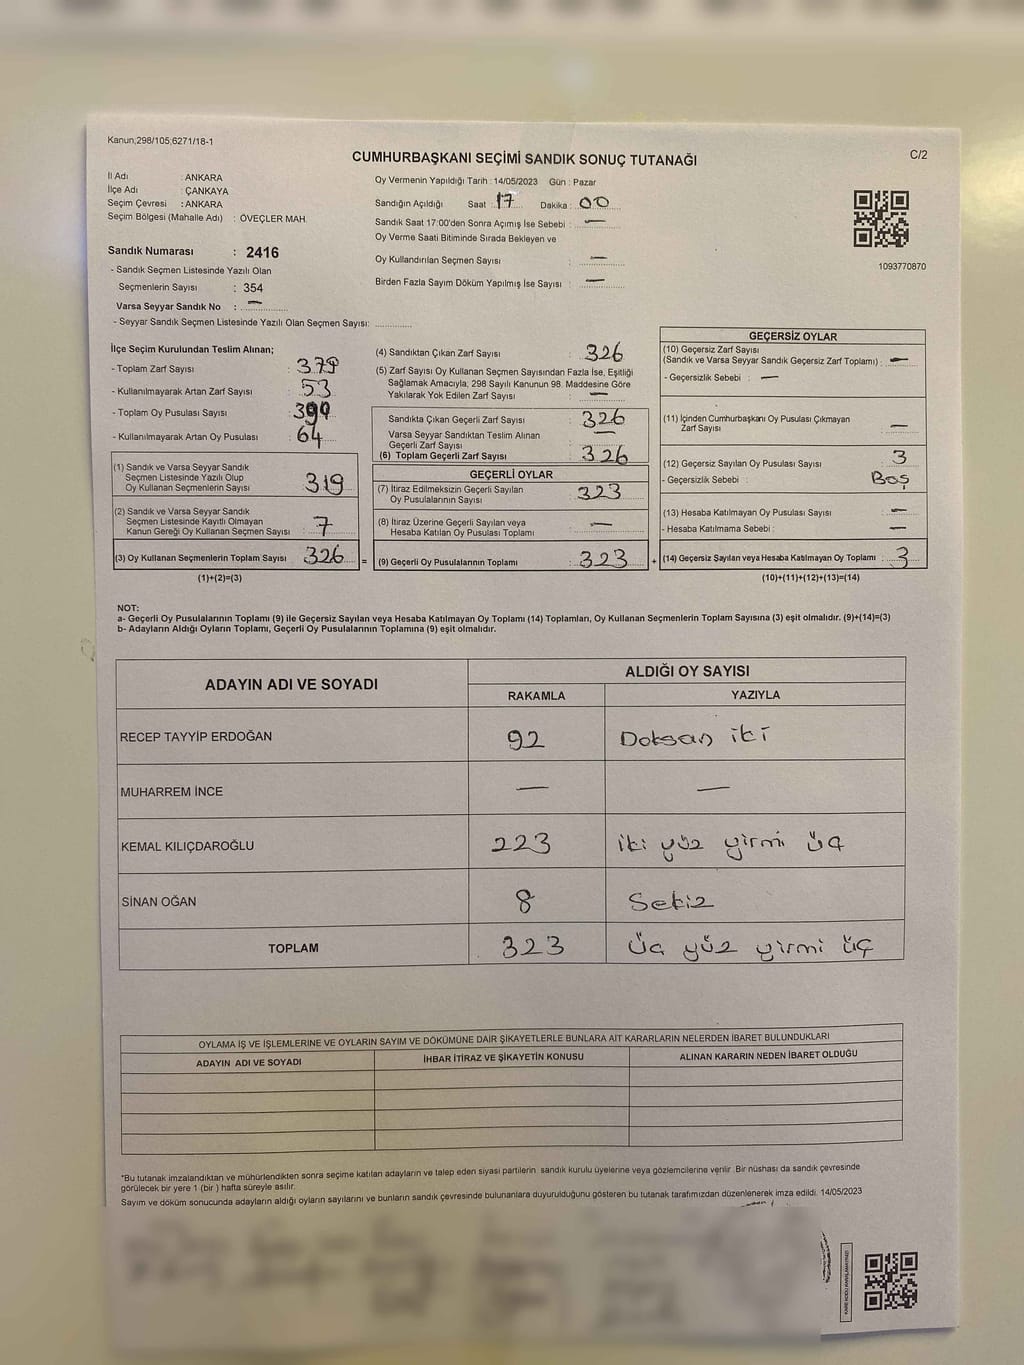 Kanun;298/105;6271/18-1
CUMHURBAŞKANI SEÇİMİ SANDIK SONUÇ TUTANAĞI
C/2
İl Adı : ANKARA
İlçe Adı : ÇANKAYA
Seçim Çevresi : ANKARA
Seçim Bölgesi (Mahalle Adı) : ÖVEÇLER MAH.
Oy Vermenin Yapıldığı Tarih : 14/05/2023 Gün : Pazar
Sandığın Açıldığı Saat : 17 Dakika : 00
Sandık Saat 17:00'den Sonra Açımış İse Sebebi : —
Oy Verme Saati Bitiminde Sırada Bekleyen ve
Oy Kullandırılan Seçmen Sayısı : —
Birden Fazla Sayım Döküm Yapılmış İse Sayısı : —
1093770870
Sandık Numarası : 2416
- Sandık Seçmen Listesinde Yazılı Olan
Seçmenlerin Sayısı : 354
Varsa Seyyar Sandık No : —
- Seyyar Sandık Seçmen Listesinde Yazılı Olan Seçmen Sayısı: ............
İlçe Seçim Kurulundan Teslim Alınan;
- Toplam Zarf Sayısı : 379
- Kullanılmayarak Artan Zarf Sayısı : 53
- Toplam Oy Pusulası Sayısı : 390
- Kullanılmayarak Artan Oy Pusulası : 64
(1) Sandık ve Varsa Seyyar Sandık
Seçmen Listesinde Yazılı Olup
Oy Kullanan Seçmenlerin Sayısı : 319
(2) Sandık ve Varsa Seyyar Sandık
Seçmen Listesinde Kayıtlı Olmayan
Kanun Gereği Oy Kullanan Seçmen Sayısı : 7
(3) Oy Kullanan Seçmenlerin Toplam Sayısı : 326
(1)+(2)=(3)
(4) Sandıktan Çıkan Zarf Sayısı : 326
(5) Zarf Sayısı Oy Kullanan Seçmen Sayısından Fazla İse, Eşitliği
Sağlamak Amacıyla; 298 Sayılı Kanunun 98. Maddesine Göre
Yakılarak Yok Edilen Zarf Sayısı : —
Sandıkta Çıkan Geçerli Zarf Sayısı : 326
Varsa Seyyar Sandıktan Teslim Alınan
Geçerli Zarf Sayısı : —
(6) Toplam Geçerli Zarf Sayısı : 326
GEÇERLİ OYLAR
(7) İtiraz Edilmeksizin Geçerli Sayılan
Oy Pusulalarının Sayısı : 323
(8) İtiraz Üzerine Geçerli Sayılan veya
Hesaba Katılan Oy Pusulası Toplamı : —
= (9) Geçerli Oy Pusulalarının Toplamı : 323
GEÇERSİZ OYLAR
(10) Geçersiz Zarf Sayısı
(Sandık ve Varsa Seyyar Sandık Geçersiz Zarf Toplamı) : —
- Geçersizlik Sebebi : —
(11) İçinden Cumhurbaşkanı Oy Pusulası Çıkmayan
Zarf Sayısı : —
(12) Geçersiz Sayılan Oy Pusulası Sayısı : 3
- Geçersizlik Sebebi : Boş
(13) Hesaba Katılmayan Oy Pusulası Sayısı : —
- Hesaba Katılmama Sebebi : —
+ (14) Geçersiz Sayılan veya Hesaba Katılmayan Oy Toplamı : 3
(10)+(11)+(12)+(13)=(14)
NOT:
a- Geçerli Oy Pusulalarının Toplamı (9) ile Geçersiz Sayılan veya Hesaba Katılmayan Oy Toplamı (14) Toplamları, Oy Kullanan Seçmenlerin Toplam Sayısına (3) eşit olmalıdır. (9)+(14)=(3)
b- Adayların Aldığı Oyların Toplamı, Geçerli Oy Pusulalarının Toplamına (9) eşit olmalıdır.
ADAYIN ADI VE SOYADI
ALDIĞI OY SAYISI
RAKAMLA YAZIYLA
RECEP TAYYİP ERDOĞAN 92 Doksan iki
MUHARREM İNCE — —
KEMAL KILIÇDAROĞLU 223 iki yüz yirmi üç
SİNAN OĞAN 8 Sekiz
TOPLAM 323 Üç yüz yirmi üç
OYLAMA İŞ VE İŞLEMLERİNE VE OYLARIN SAYIM VE DÖKÜMÜNE DAİR ŞİKAYETLERLE BUNLARA AİT KARARLARIN NELERDEN İBARET BULUNDUKLARI
ADAYIN ADI VE SOYADI İHBAR İTİRAZ VE ŞİKAYETİN KONUSU ALINAN KARARIN NEDEN İBARET OLDUĞU
*Bu tutanak imzalandıktan ve mühürlendikten sonra seçime katılan adayların ve talep eden siyasi partilerin sandık kurulu üyelerine veya gözlemcilerine verilir. Bir nüshası da sandık çevresinde
görülecek bir yere 1 (bir ) hafta süreyle asılır.
Sayım ve döküm sonucunda adayların aldığı oyların sayılarını ve bunların sandık çevresinde bulunanlara duyurulduğunu gösteren bu tutanak tarafımızdan düzenlenerek imza edildi. 14/05/2023